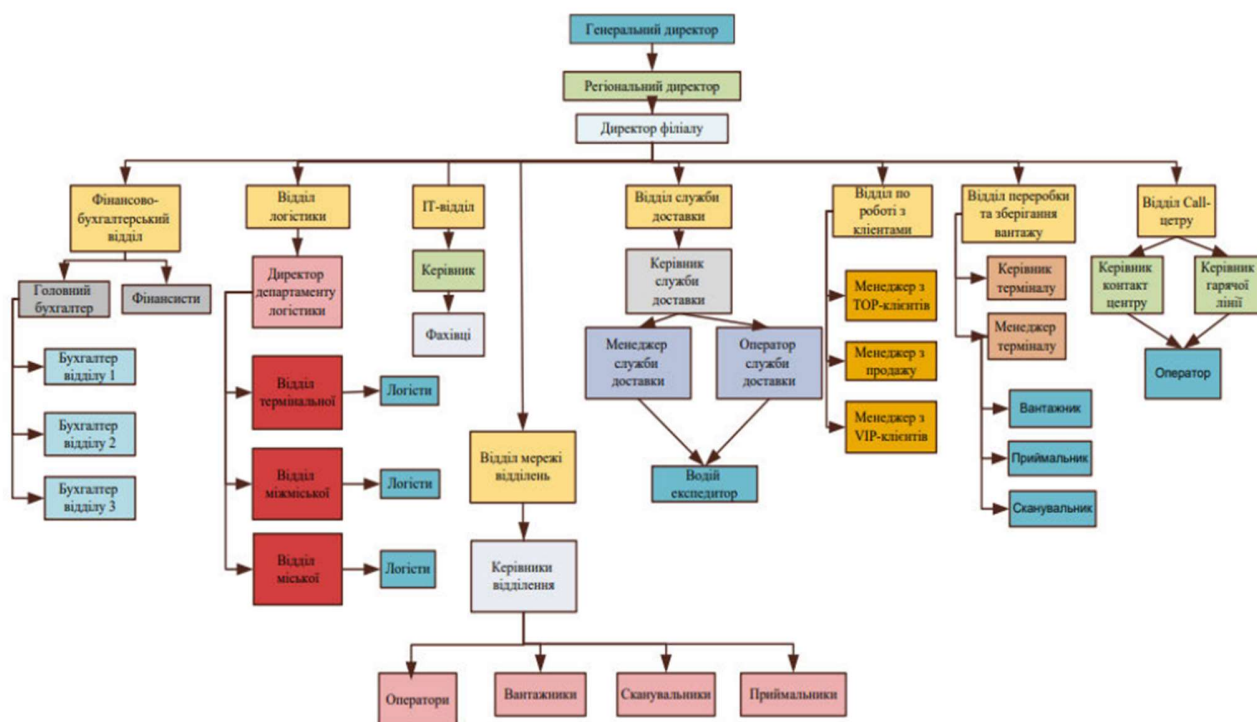 Генеральний директор
Регіональний директор
Директор філіалу
Фінансово-
бухгалтерський
відділ
Відділ
логістики
ІТ-відділ
Відділ служби
доставки
Відділ по
роботі з
клієнтами
Відділ переробки
та зберігання
вантажу
Відділ Call-
цетру
Головний
бухгалтер
Фінансисти
Директор
департаменту
логістики
Керівник
Керівник
служби
доставки
Керівник
терміналу
Керівник
контакт
центру
Керівник
гарячої
лінії
Менеджер з
TOP-клієнтів
Фахівці
Менеджер
терміналу
Менеджер
служби
доставки
Оператор
служби
доставки
Бухгалтер
відділу 1
Менеджер з
продажу
Оператор
Відділ
термінальної
Логісти
Вантажник
Бухгалтер
відділу 2
Менеджер з
VIP-клієнтів
Відділ мережі
відділень
Приймальник
Бухгалтер
відділу 3
Відділ
міжміської
Логісти
Водій
експедитор
Сканувальник
Відділ
міської
Логісти
Керівники
відділення
Оператори
Вантажники
Сканувальники
Приймальники